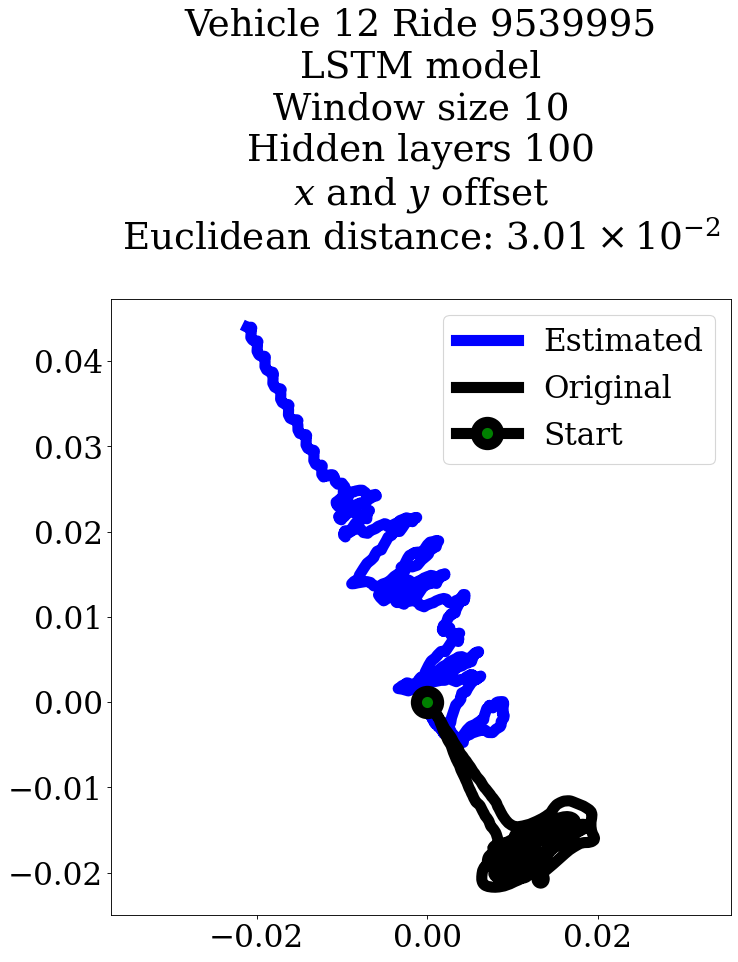 Vehicle 12 Ride 9539995
LSTM model
Window size 10
Hidden layers 100
x and y offset
Euclidean distance: 3.01 × 10⁻²
Estimated
Original
Start
0.04
0.03
0.02
0.01
0.00
−0.01
−0.02
−0.02 0.00 0.02